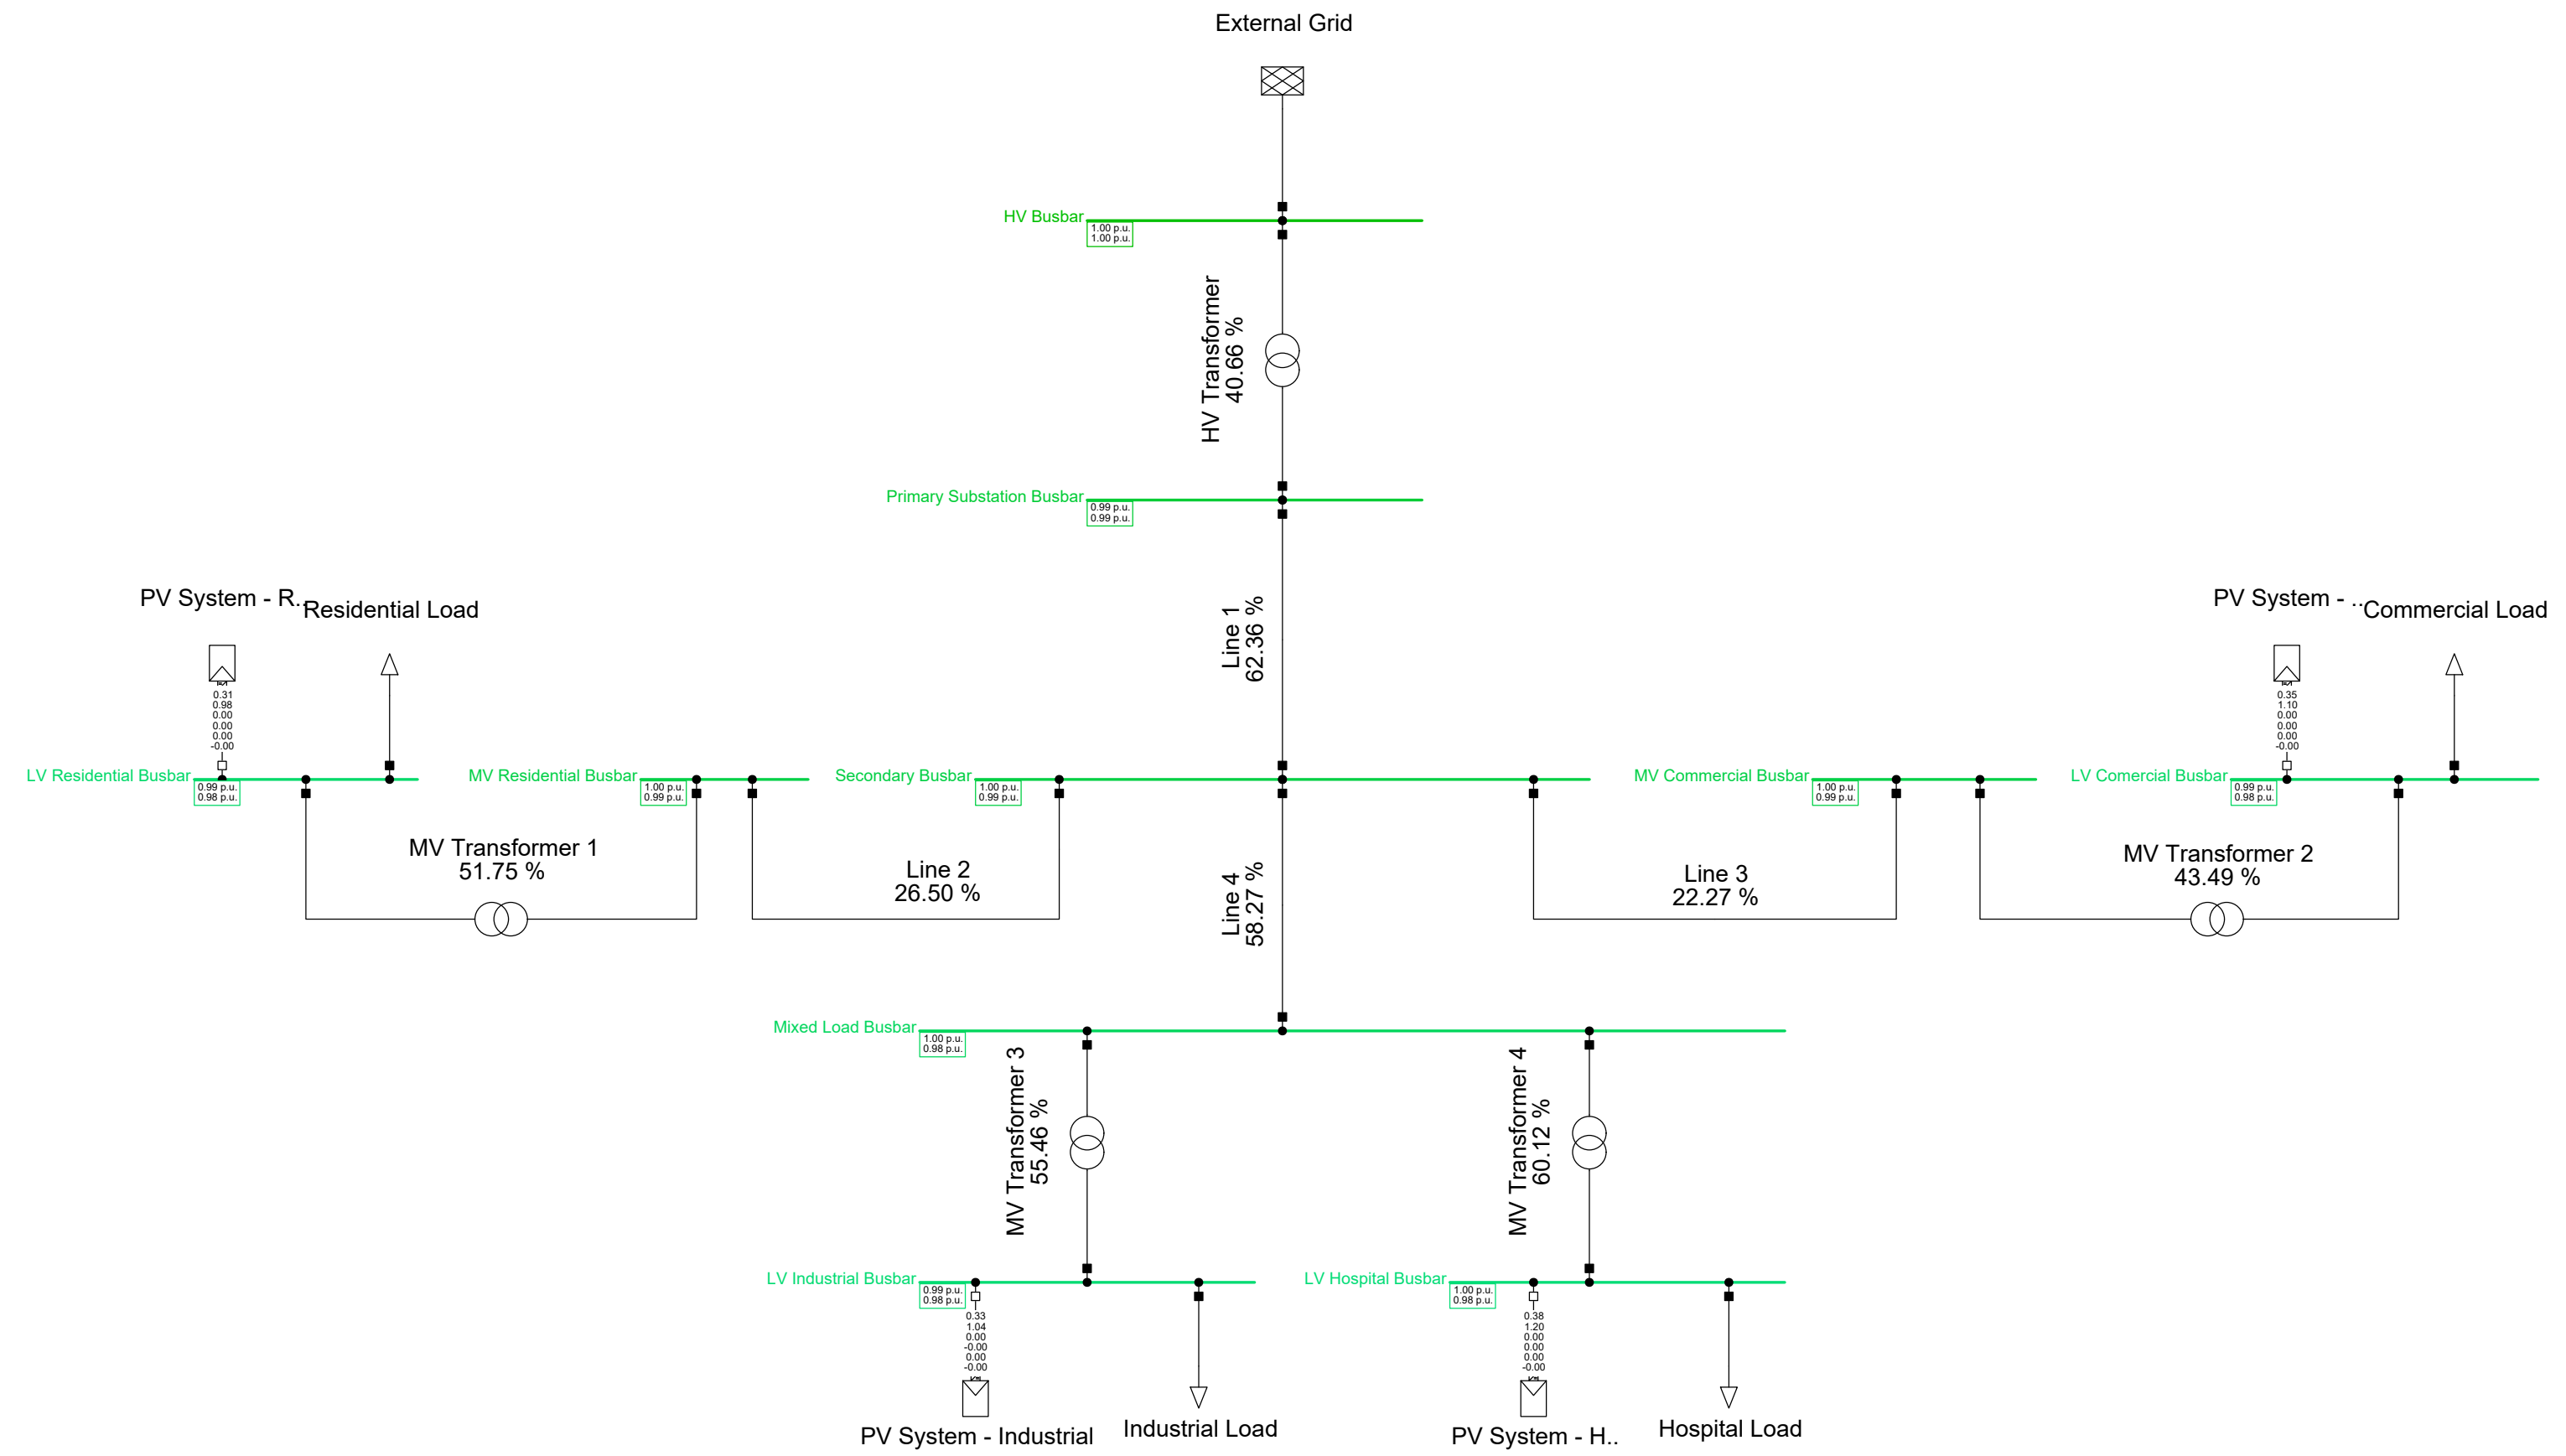 External Grid
HV Busbar
1.00 p.u.
1.00 p.u.
HV Transformer
40.66 %
Primary Substation Busbar
0.99 p.u.
0.99 p.u.
Line 1
62.36 %
PV System - R..
Residential Load
0.31
0.98
0.00
0.00
0.00
-0.00
PV System - ..
Commercial Load
0.35
1.10
0.00
0.00
0.00
-0.00
LV Residential Busbar
0.99 p.u.
0.98 p.u.
MV Residential Busbar
1.00 p.u.
0.99 p.u.
Secondary Busbar
1.00 p.u.
0.99 p.u.
MV Commercial Busbar
1.00 p.u.
0.99 p.u.
LV Comercial Busbar
0.99 p.u.
0.98 p.u.
MV Transformer 1
51.75 %
Line 2
26.50 %
Line 4
58.27 %
Line 3
22.27 %
MV Transformer 2
43.49 %
Mixed Load Busbar
1.00 p.u.
0.98 p.u.
MV Transformer 3
55.46 %
MV Transformer 4
60.12 %
LV Industrial Busbar
0.99 p.u.
0.98 p.u.
LV Hospital Busbar
1.00 p.u.
0.98 p.u.
0.33
1.04
0.00
-0.00
0.00
-0.00
0.38
1.20
0.00
0.00
0.00
-0.00
PV System - Industrial
Industrial Load
PV System - H..
Hospital Load